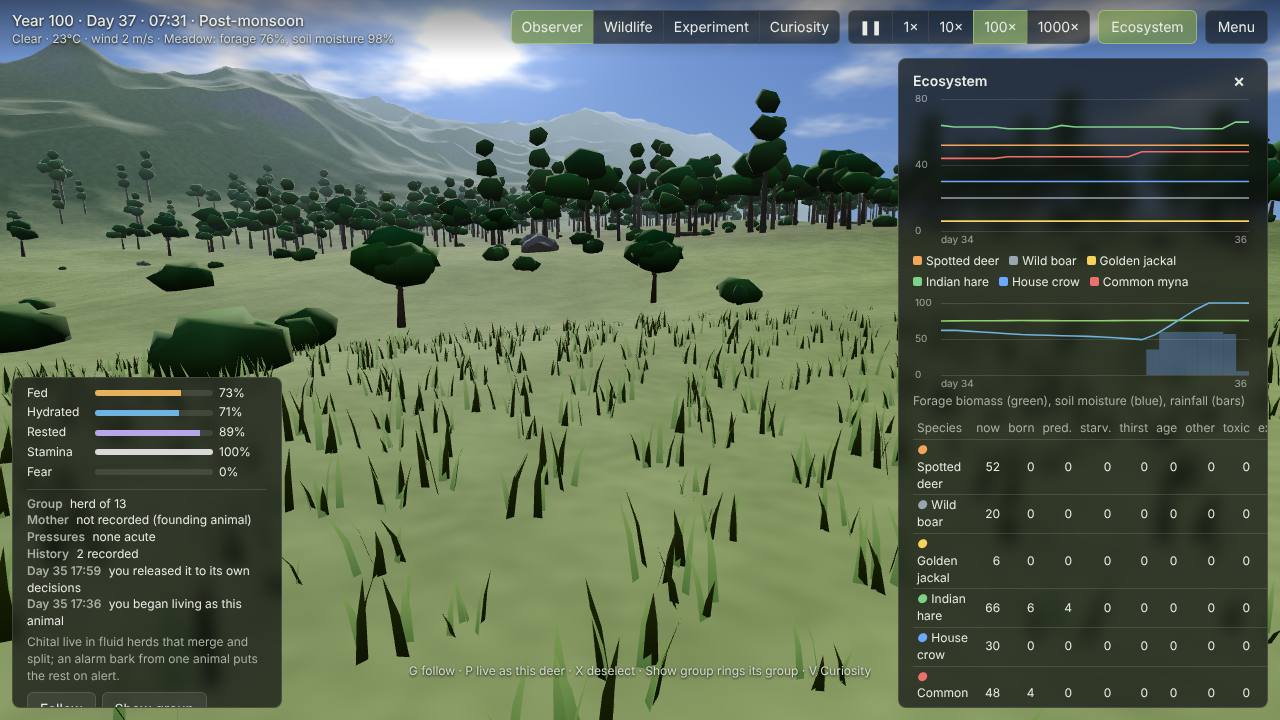 Year 100 · Day 37 · 07:31 · Post-monsoon
Clear · 23°C · wind 2 m/s · Meadow: forage 76%, soil moisture 98%
Observer Wildlife Experiment Curiosity ❚❚ 1× 10× 100× 1000× Ecosystem Menu
Ecosystem ×
80
40
0
day 34 36
Spotted deer Wild boar Golden jackal
Indian hare House crow Common myna
100
50
0
day 34 36
Forage biomass (green), soil moisture (blue), rainfall (bars)
Species now born pred. starv. thirst age other toxic
Spotted deer 52 0 0 0 0 0 0 0
Wild boar 20 0 0 0 0 0 0 0
Golden jackal 6 0 0 0 0 0 0 0
Indian hare 66 6 4 0 0 0 0 0
House crow 30 0 0 0 0 0 0 0
Common 48 4 0 0 0 0 0 0
Fed 73%
Hydrated 71%
Rested 89%
Stamina 100%
Fear 0%
Group herd of 13
Mother not recorded (founding animal)
Pressures none acute
History 2 recorded
Day 35 17:59 you released it to its own
decisions
Day 35 17:36 you began living as this
animal
Chital live in fluid herds that merge and
split; an alarm bark from one animal puts
the rest on alert.
Follow Show group
G follow · P live as this deer · X deselect · Show group rings its group · V Curiosity